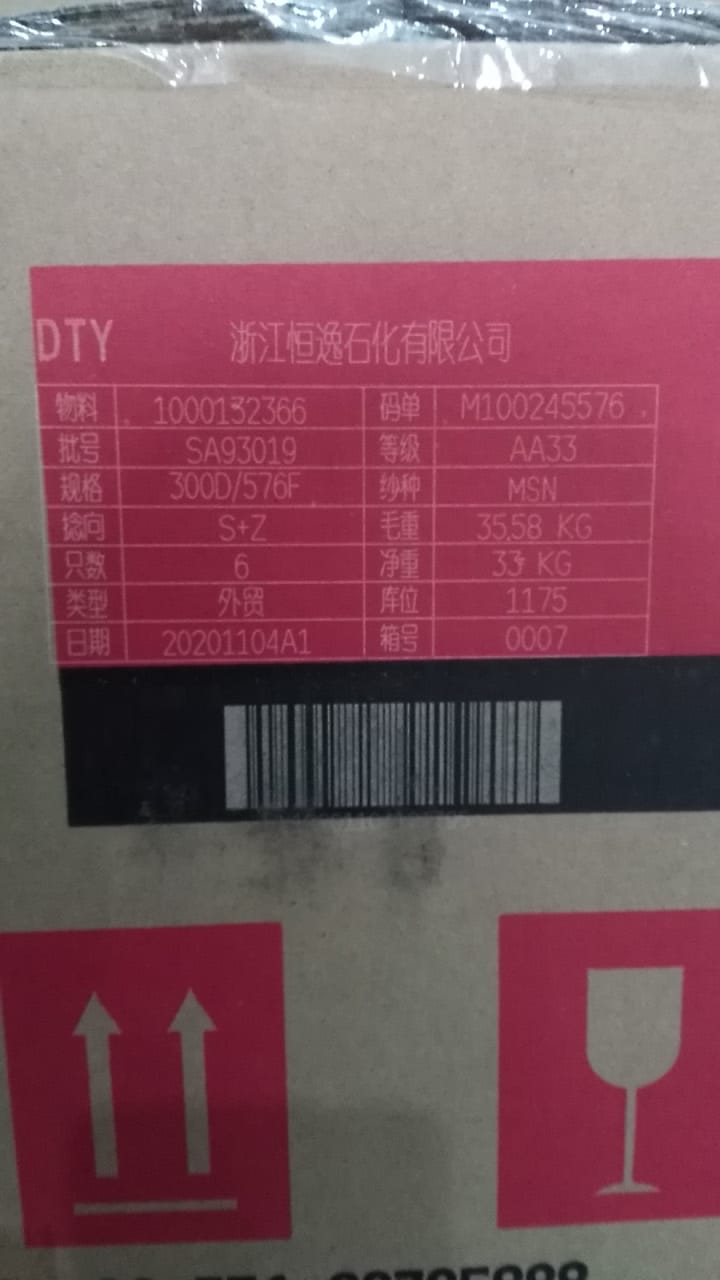 DTY 浙江恒逸石化有限公司
物料 1000132366 码单 M100245576
批号 SA93019 等级 AA33
规格 300D/576F 纱种 MSN
捻向 S+Z 毛重 35.58 KG
只数 6 净重 33 KG
类型 外贸 库位 1175
日期 20201104A1 箱号 0007